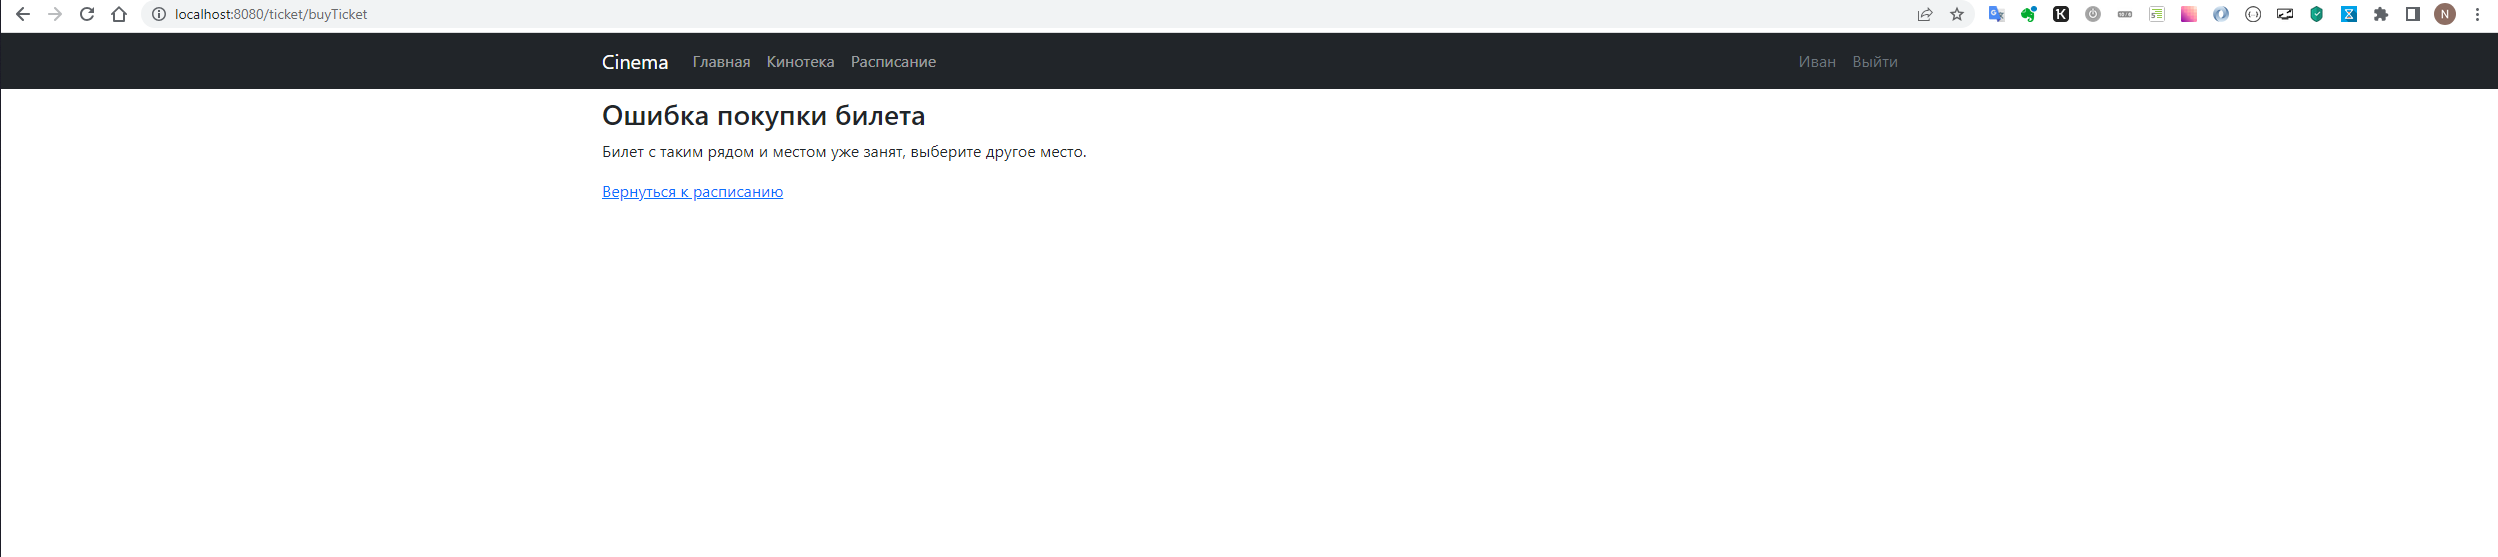 localhost:8080/ticket/buyTicket
N
Cinema Главная Кинотека Расписание Иван Выйти
Ошибка покупки билета
Билет с таким рядом и местом уже занят, выберите другое место.
Вернуться к расписанию